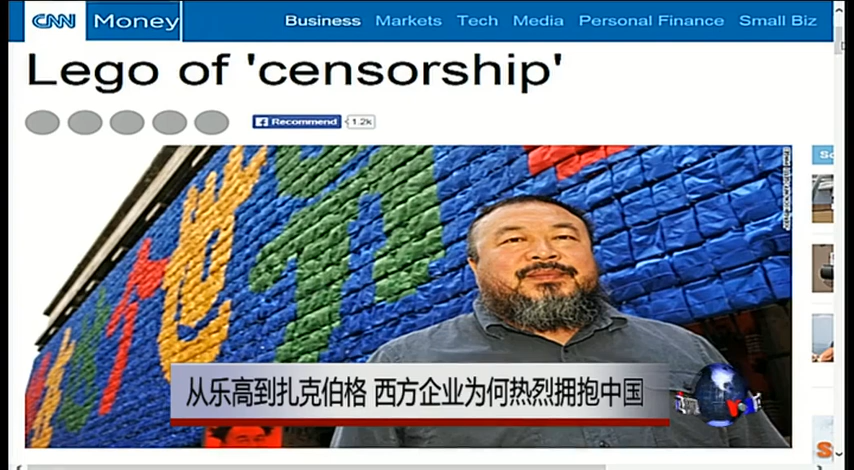 CNN Money
Business Markets Tech Media Personal Finance Small Biz
Lego of 'censorship'
Recommend 1.2k
从乐高到扎克伯格 西方企业为何热烈拥抱中国